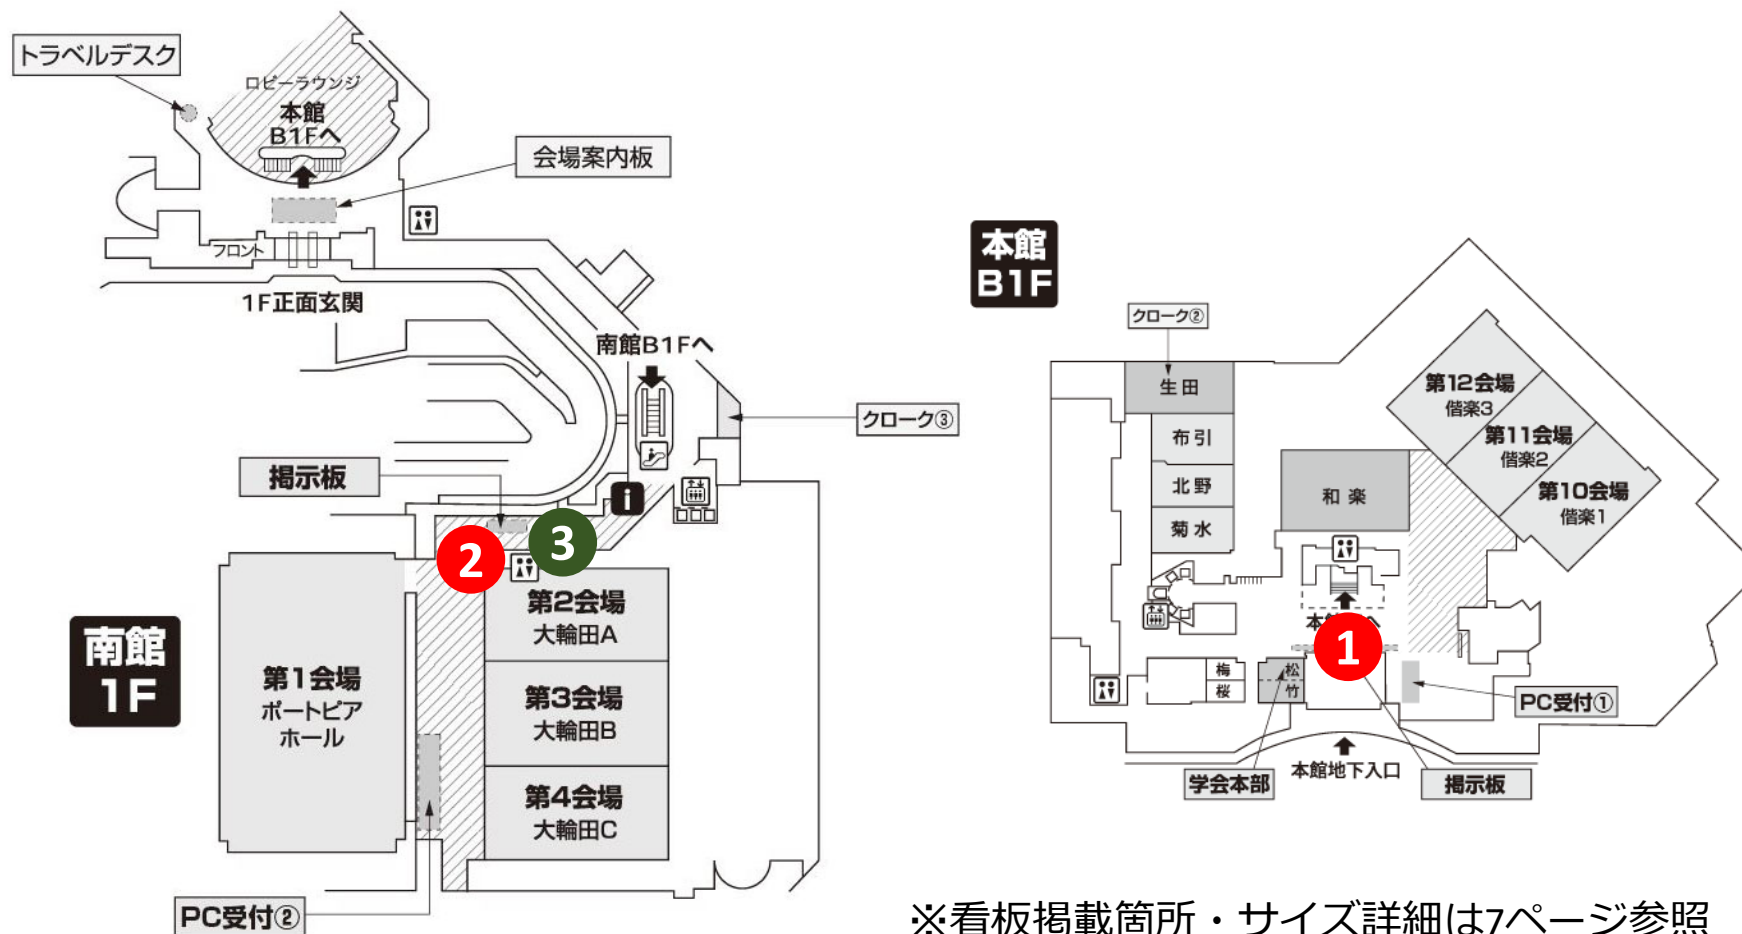 トラベルデスク
ロビーラウンジ
本館
B1Fへ
会場案内板
フロント
1F正面玄関
南館B1Fへ
クローク③
掲示板
i
2
3
南館
1F
第1会場
ポートピア
ホール
第2会場
大輪田A
第3会場
大輪田B
第4会場
大輪田C
PC受付②
本館
B1F
クローク②
生田
布引
北野
菊水
和楽
第12会場
偕楽3
第11会場
偕楽2
第10会場
偕楽1
へ
1
梅
桜
松
竹
PC受付①
学会本部
本館地下入口
掲示板
※看板掲載箇所・サイズ詳細は7ページ参照